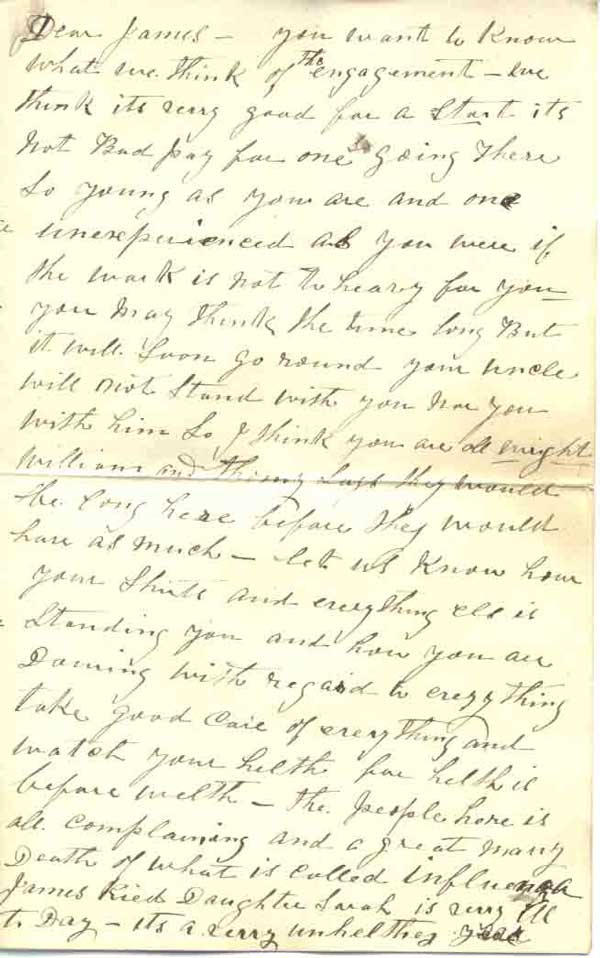 Dear James - you want to Know
what we think of the engagement - we
think its very good for a Start its
not Bad pay for one going there
So young as you are and one
unexperienced as you were if
the work is not to heavy for you
you May think the time long But
it will Soon go round your uncle
will not Stand with you Nor you
with him So I think you are all wright
William and says they would
be long here before they would
have as much - let us Know how
your Shirts and everything els is
Standing you and how you are
Doming with regard to everything
take good Care of everything and
watch your helth for helth is
before welth - the People here is
all complaining and a great many
Death of what is called influenza
James Ried Daughter Sarah is very Ill
to Day - its a very unhelthey year